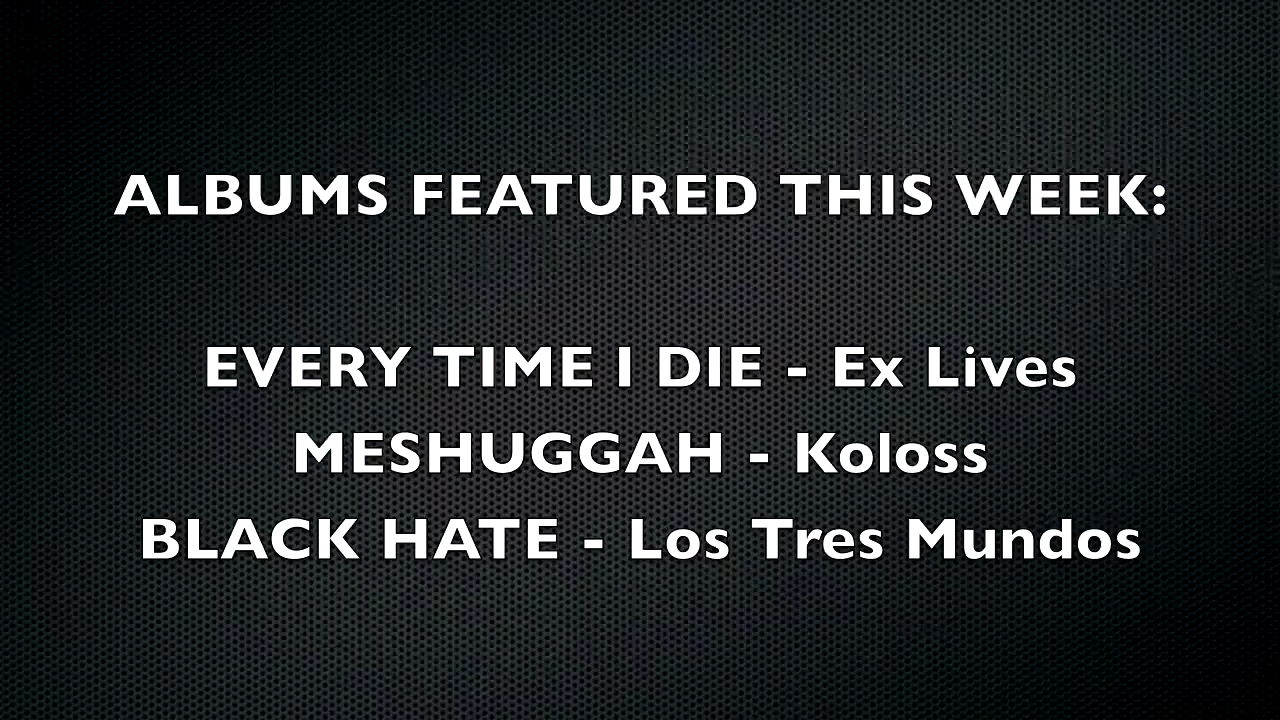 ALBUMS FEATURED THIS WEEK:
EVERY TIME I DIE - Ex Lives
MESHUGGAH - Koloss
BLACK HATE - Los Tres Mundos